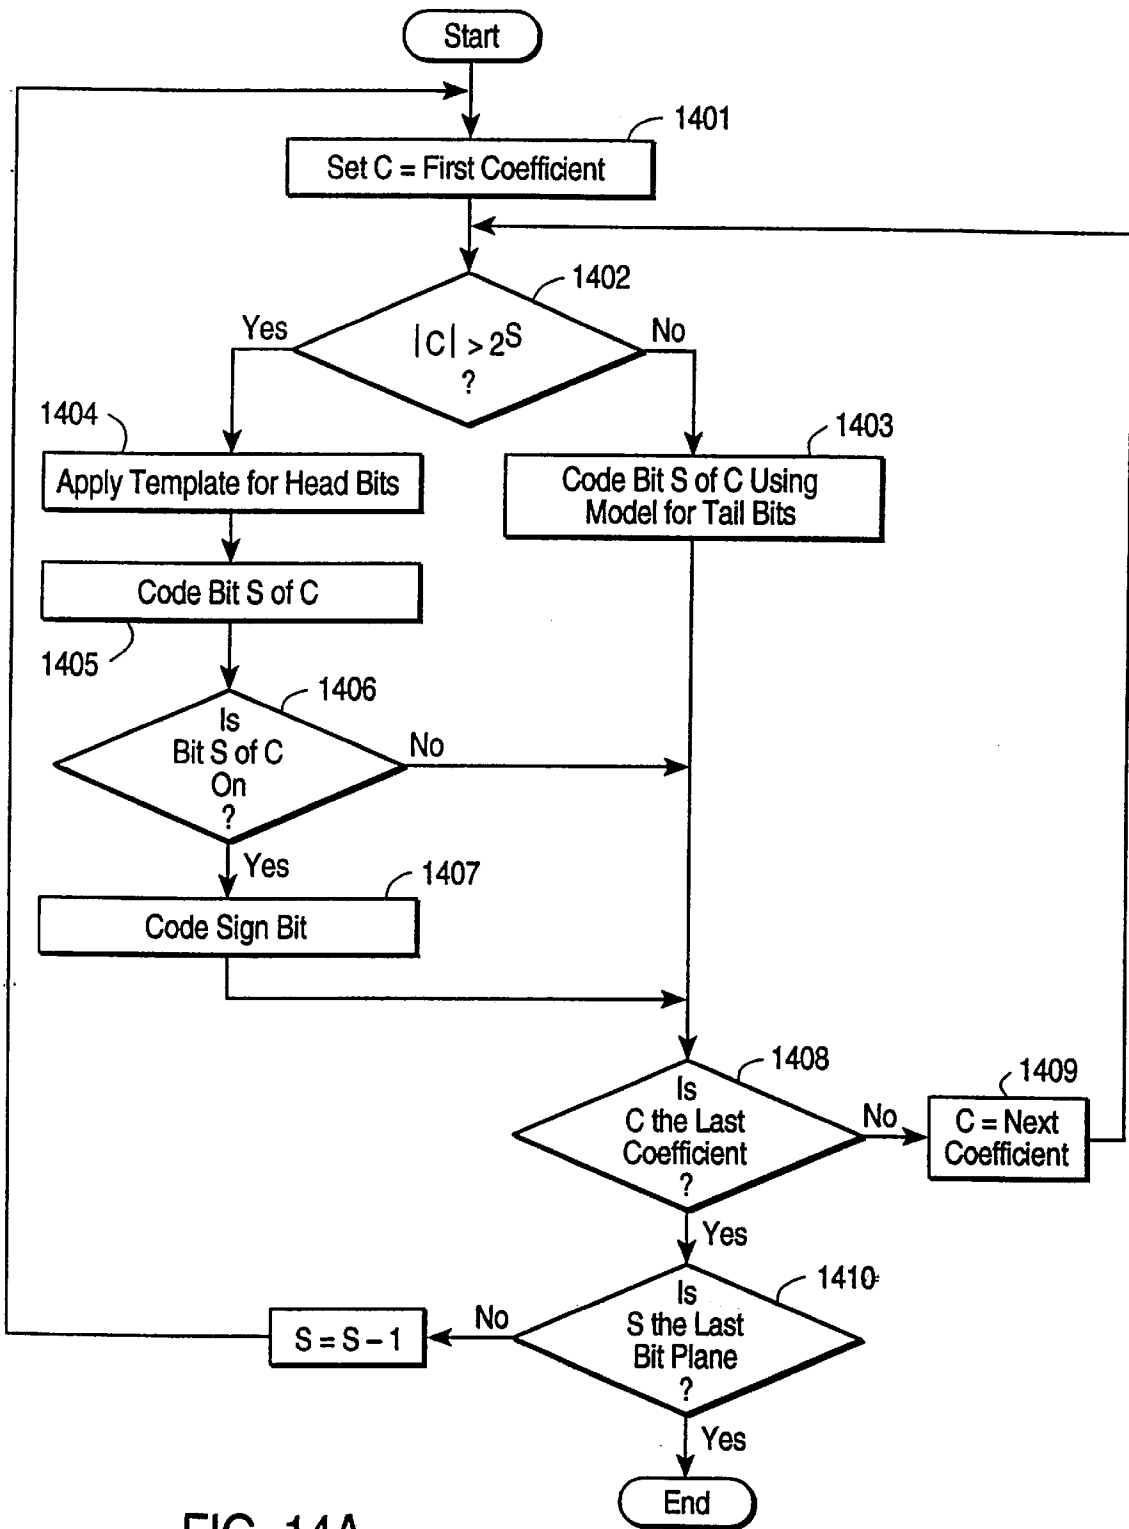 Start
1401
Set C = First Coefficient
1402
Yes
|C| > 2^S
?
No
1404
1403
Apply Template for Head Bits
Code Bit S of C Using
Model for Tail Bits
Code Bit S of C
1405
1406
Is
Bit S of C
On
?
No
Yes
1407
Code Sign Bit
1408
Is
C the Last
Coefficient
?
No
1409
C = Next
Coefficient
Yes
1410
Is
S the Last
Bit Plane
?
No
S = S – 1
Yes
End
FIG. 14A